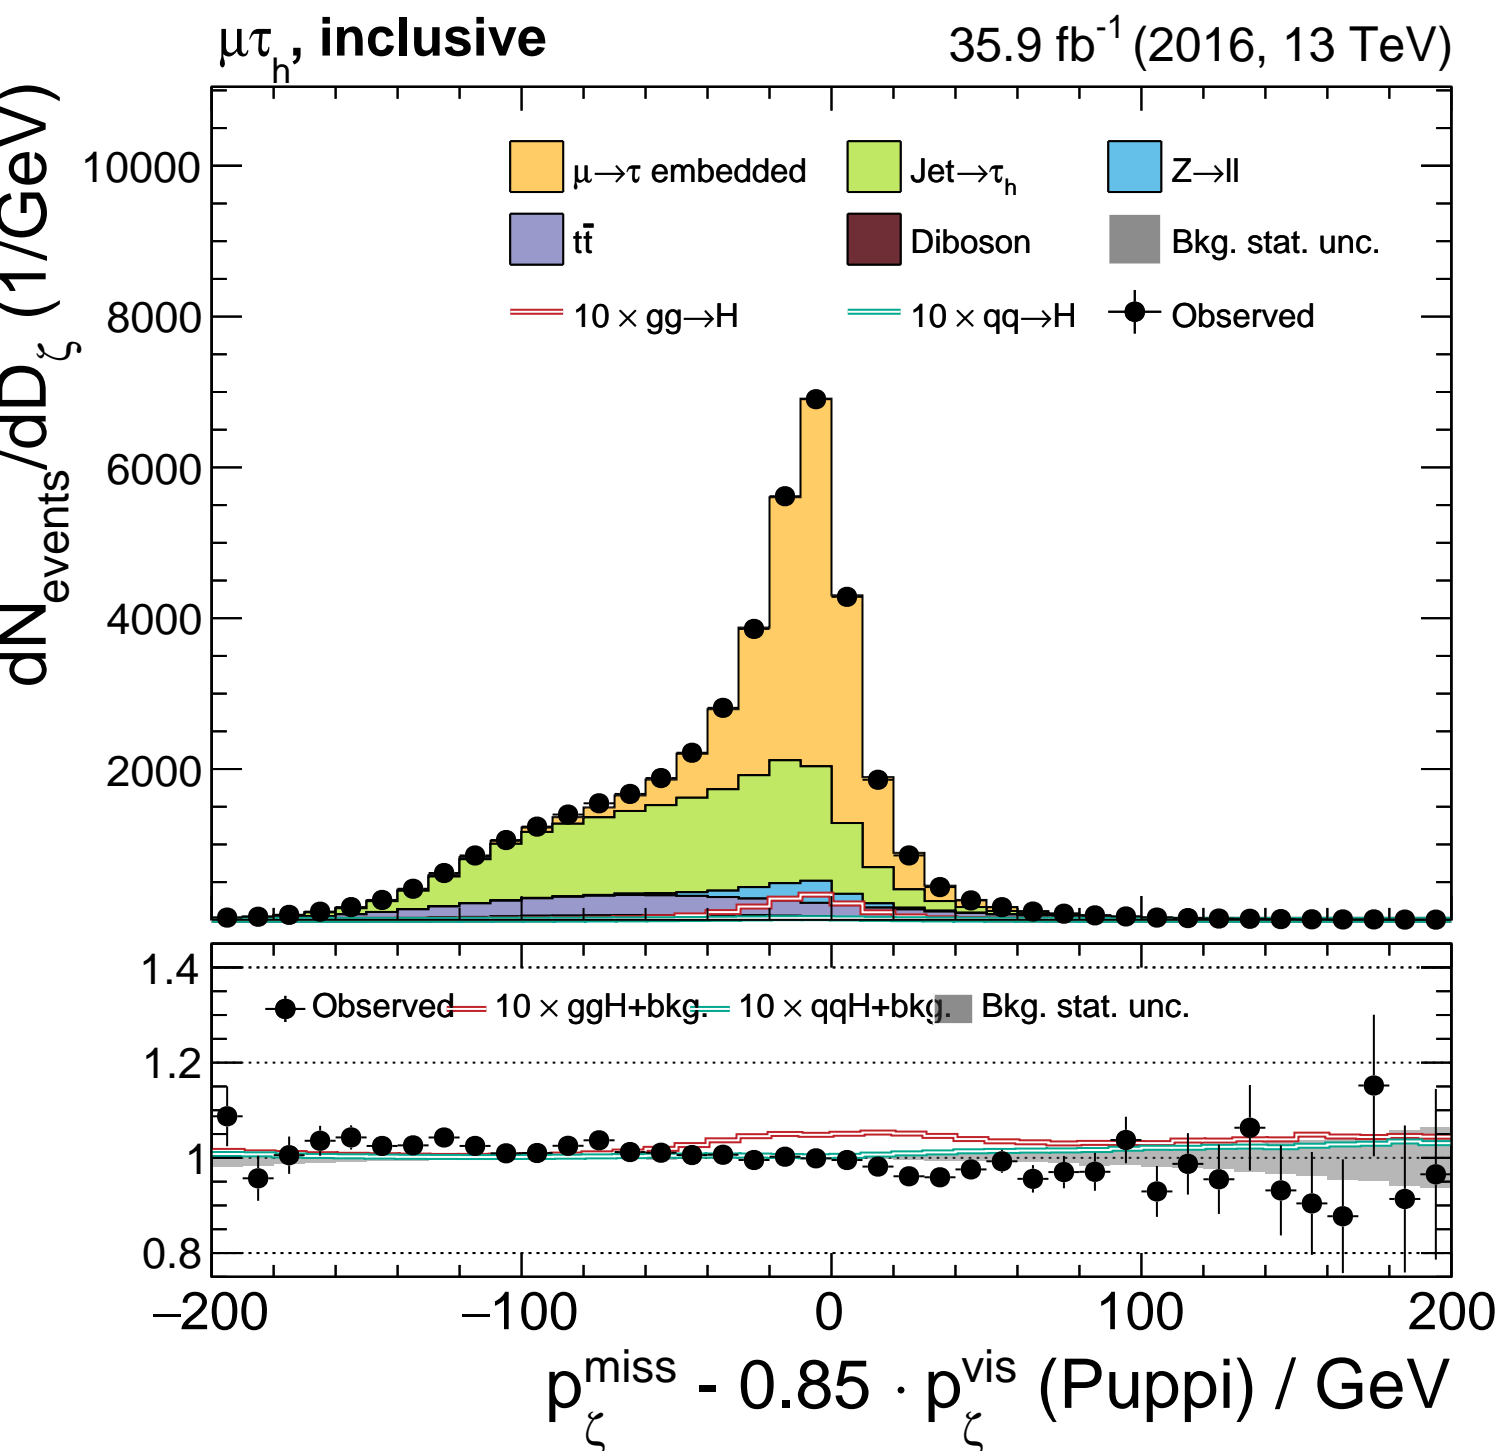 μτh, inclusive
35.9 fb-1 (2016, 13 TeV)
dNevents/dDζ (1/GeV)
10000
8000
6000
4000
2000
μ→τ embedded
Jet→τh
Z→ll
tt̄
Diboson
Bkg. stat. unc.
10 × gg→H
10 × qq→H
Observed
1.4
1.2
1
0.8
Observed
10 × ggH+bkg.
10 × qqH+bkg.
Bkg. stat. unc.
−200
−100
0
100
200
pζmiss - 0.85 · pζvis (Puppi) / GeV